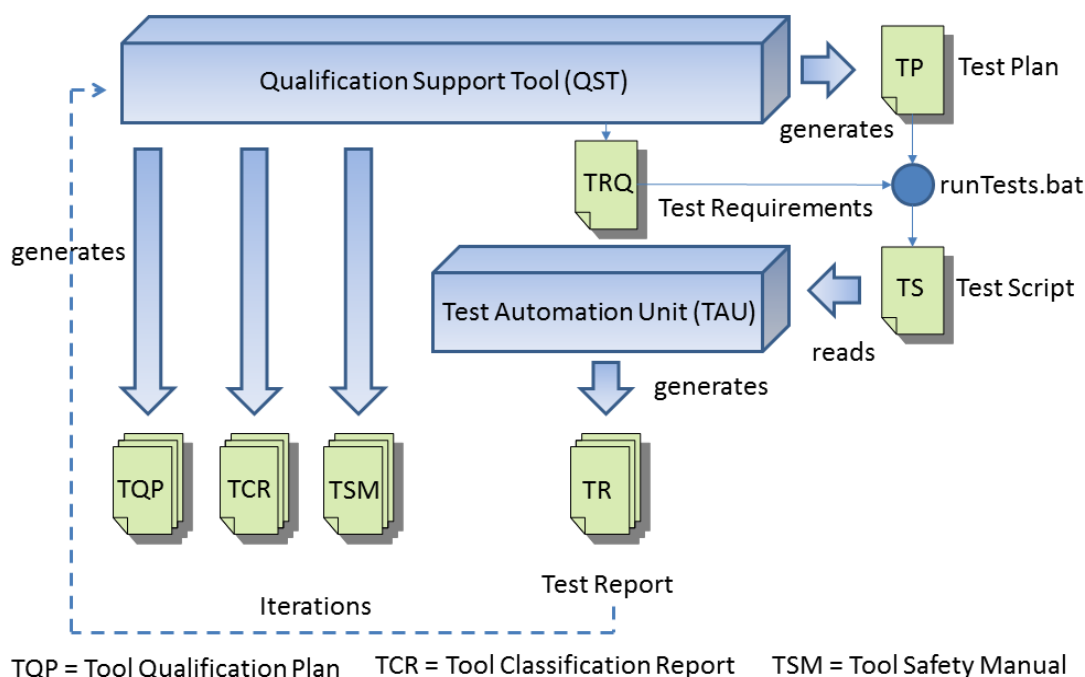 Qualification Support Tool (QST)
TP
Test Plan
generates
TRQ
Test Requirements
runTests.bat
generates
Test Automation Unit (TAU)
TS
Test Script
reads
generates
TQP
TCR
TSM
TR
Test Report
Iterations
TQP = Tool Qualification Plan
TCR = Tool Classification Report
TSM = Tool Safety Manual